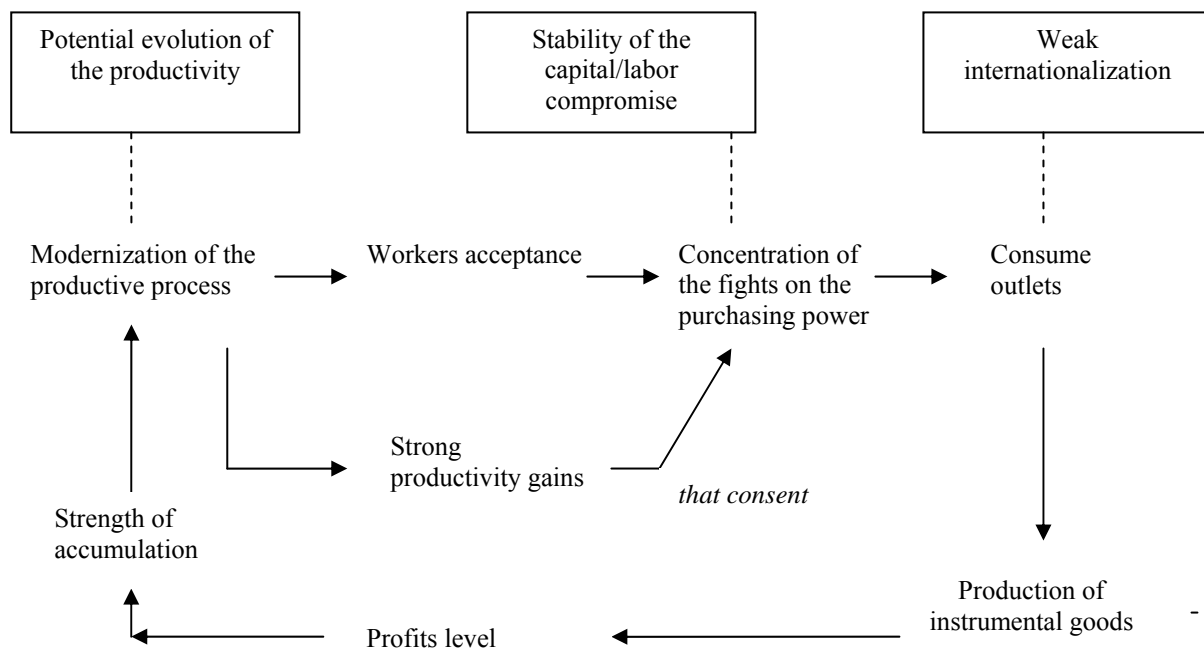 Potential evolution of
the productivity
Stability of the
capital/labor
compromise
Weak
internationalization
Modernization of the
productive process
Workers acceptance
Concentration of
the fights on the
purchasing power
Consume
outlets
Strong
productivity gains
that consent
Strength of
accumulation
Production of
instrumental goods
-
Profits level